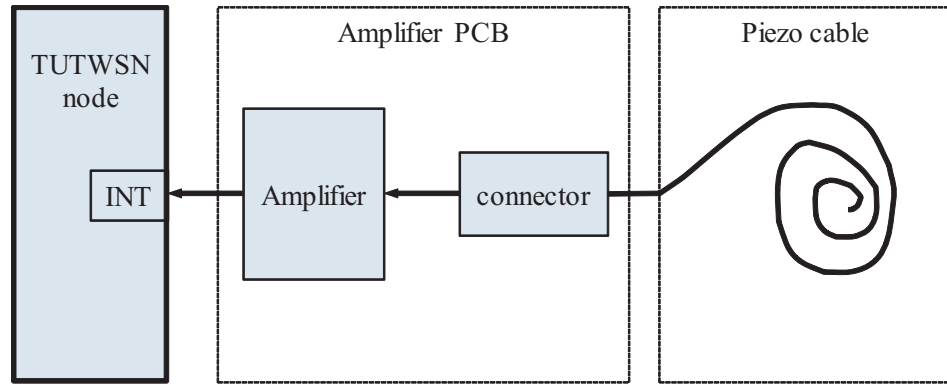 TUTWSN
node
INT
Amplifier PCB
Amplifier
connector
Piezo cable